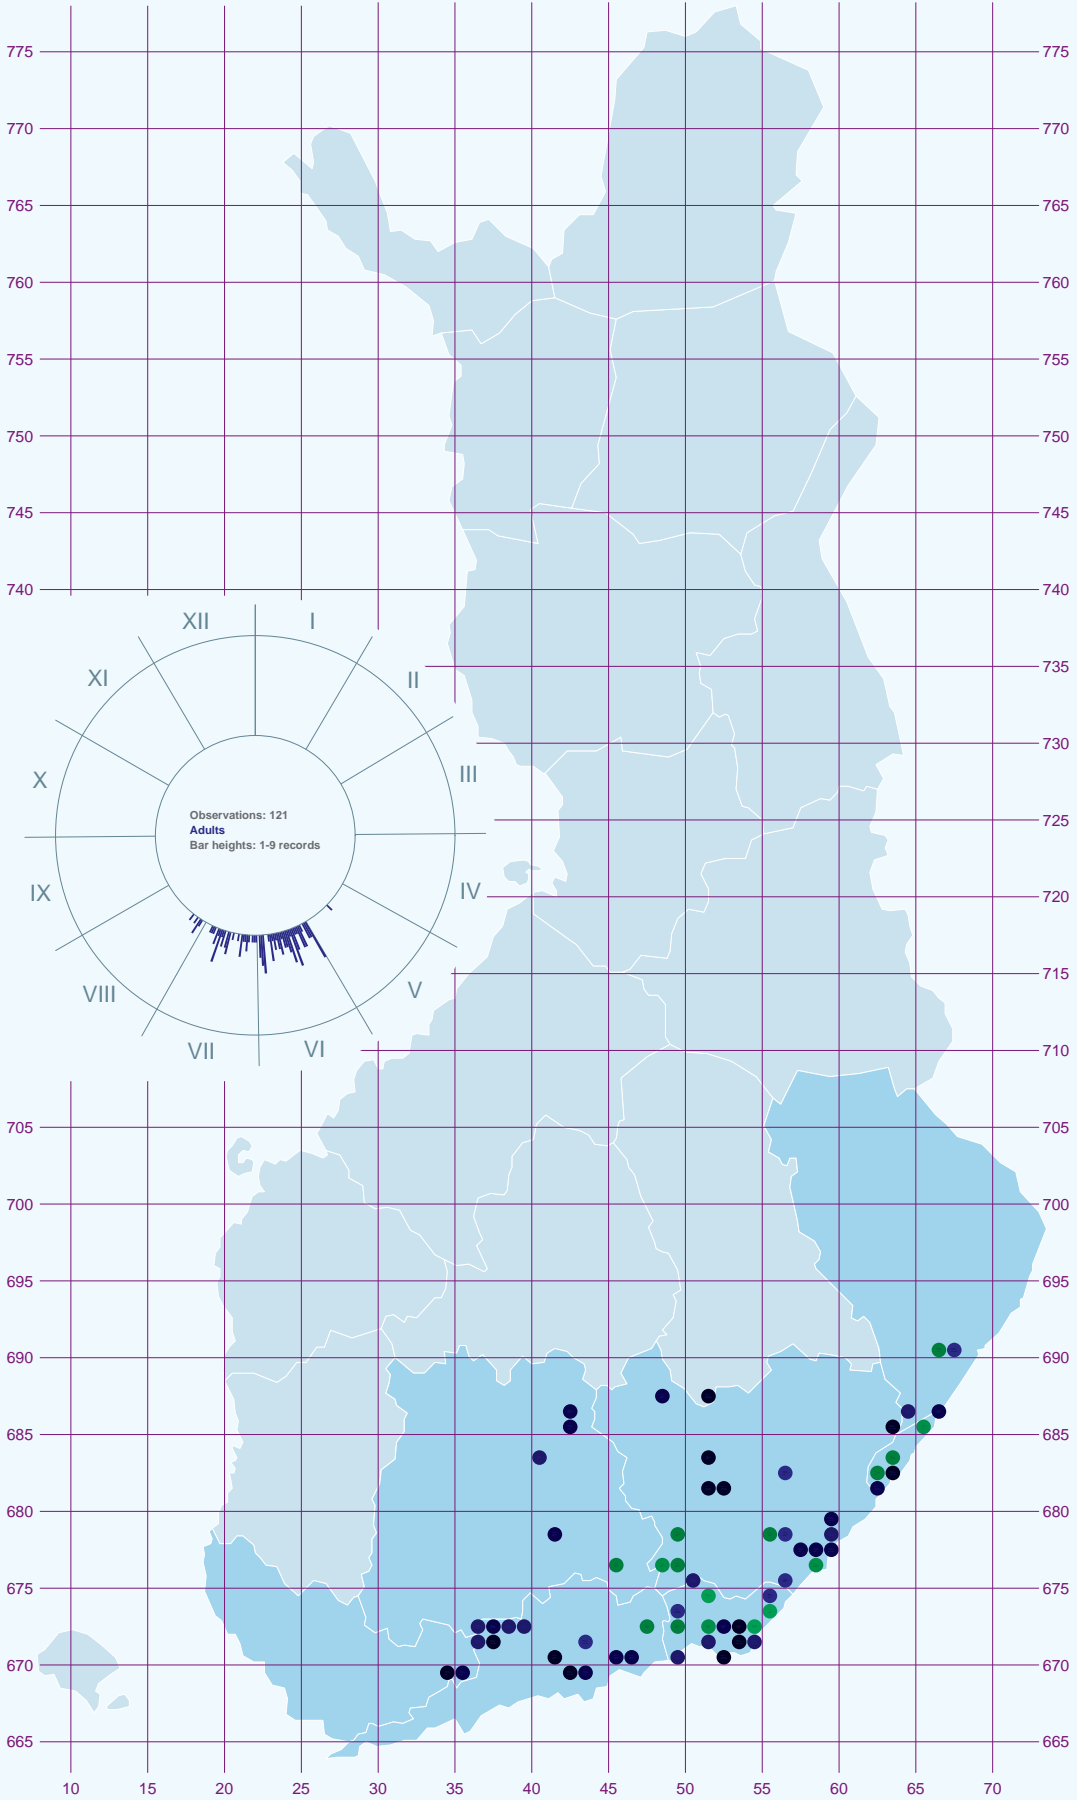 775 775
770 770
765 765
760 760
755 755
750 750
745 745
740 740
XII I
735
XI II
730
X III
Observations: 121
Adults
Bar heights: 1-9 records
725
IX IV
720
VIII V
715
VII VI
710
705 705
700 700
695 695
690 690
685 685
680 680
675 675
670 670
665 665
10 15 20 25 30 35 40 45 50 55 60 65 70